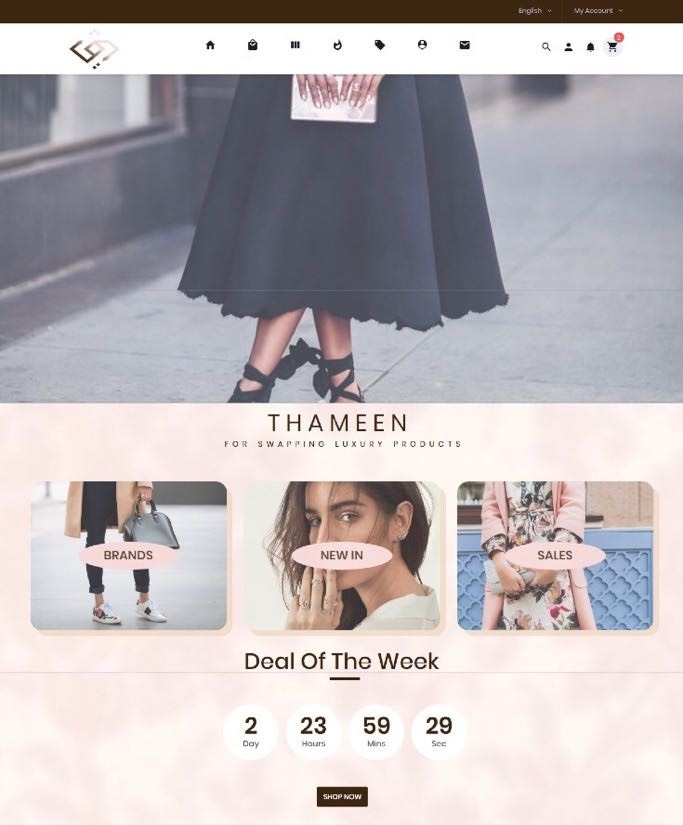 English My Account
2
THAMEEN
FOR SWAPPING LUXURY PRODUCTS
BRANDS NEW IN SALES
Deal Of The Week
2 23 59 29
Day Hours Mins Sec
SHOP NOW